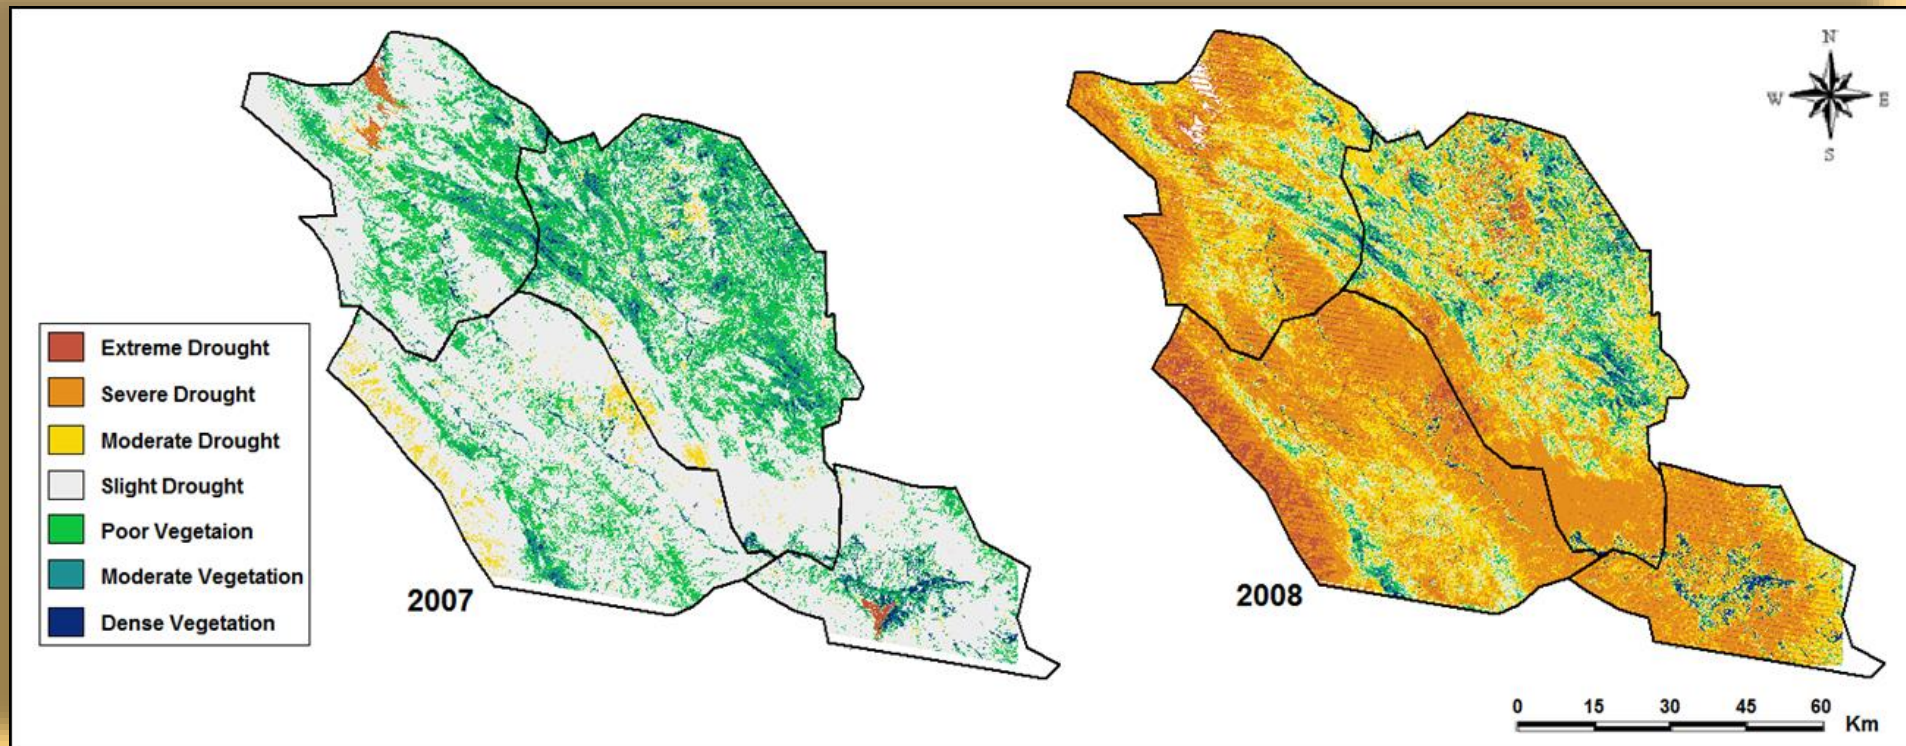 N
W E
S
Extreme Drought
Severe Drought
Moderate Drought
Slight Drought
Poor Vegetaion
Moderate Vegetation
Dense Vegetation
2007
2008
0 15 30 45 60
Km